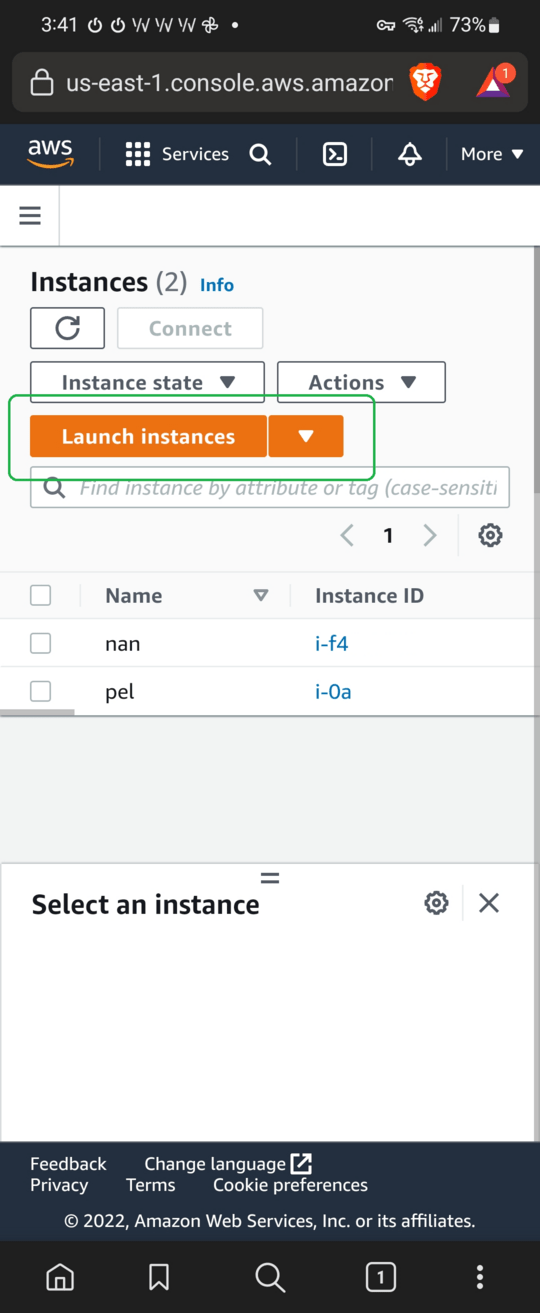 3:41 73%
us-east-1.console.aws.amazon 1
aws Services More
Instances (2) Info
Connect
Instance state Actions
Launch instances
Find instance by attribute or tag (case-sensiti
1
Name Instance ID
nan i-f4
pel i-0a
Select an instance
Feedback Change language
Privacy Terms Cookie preferences
© 2022, Amazon Web Services, Inc. or its affiliates.
1